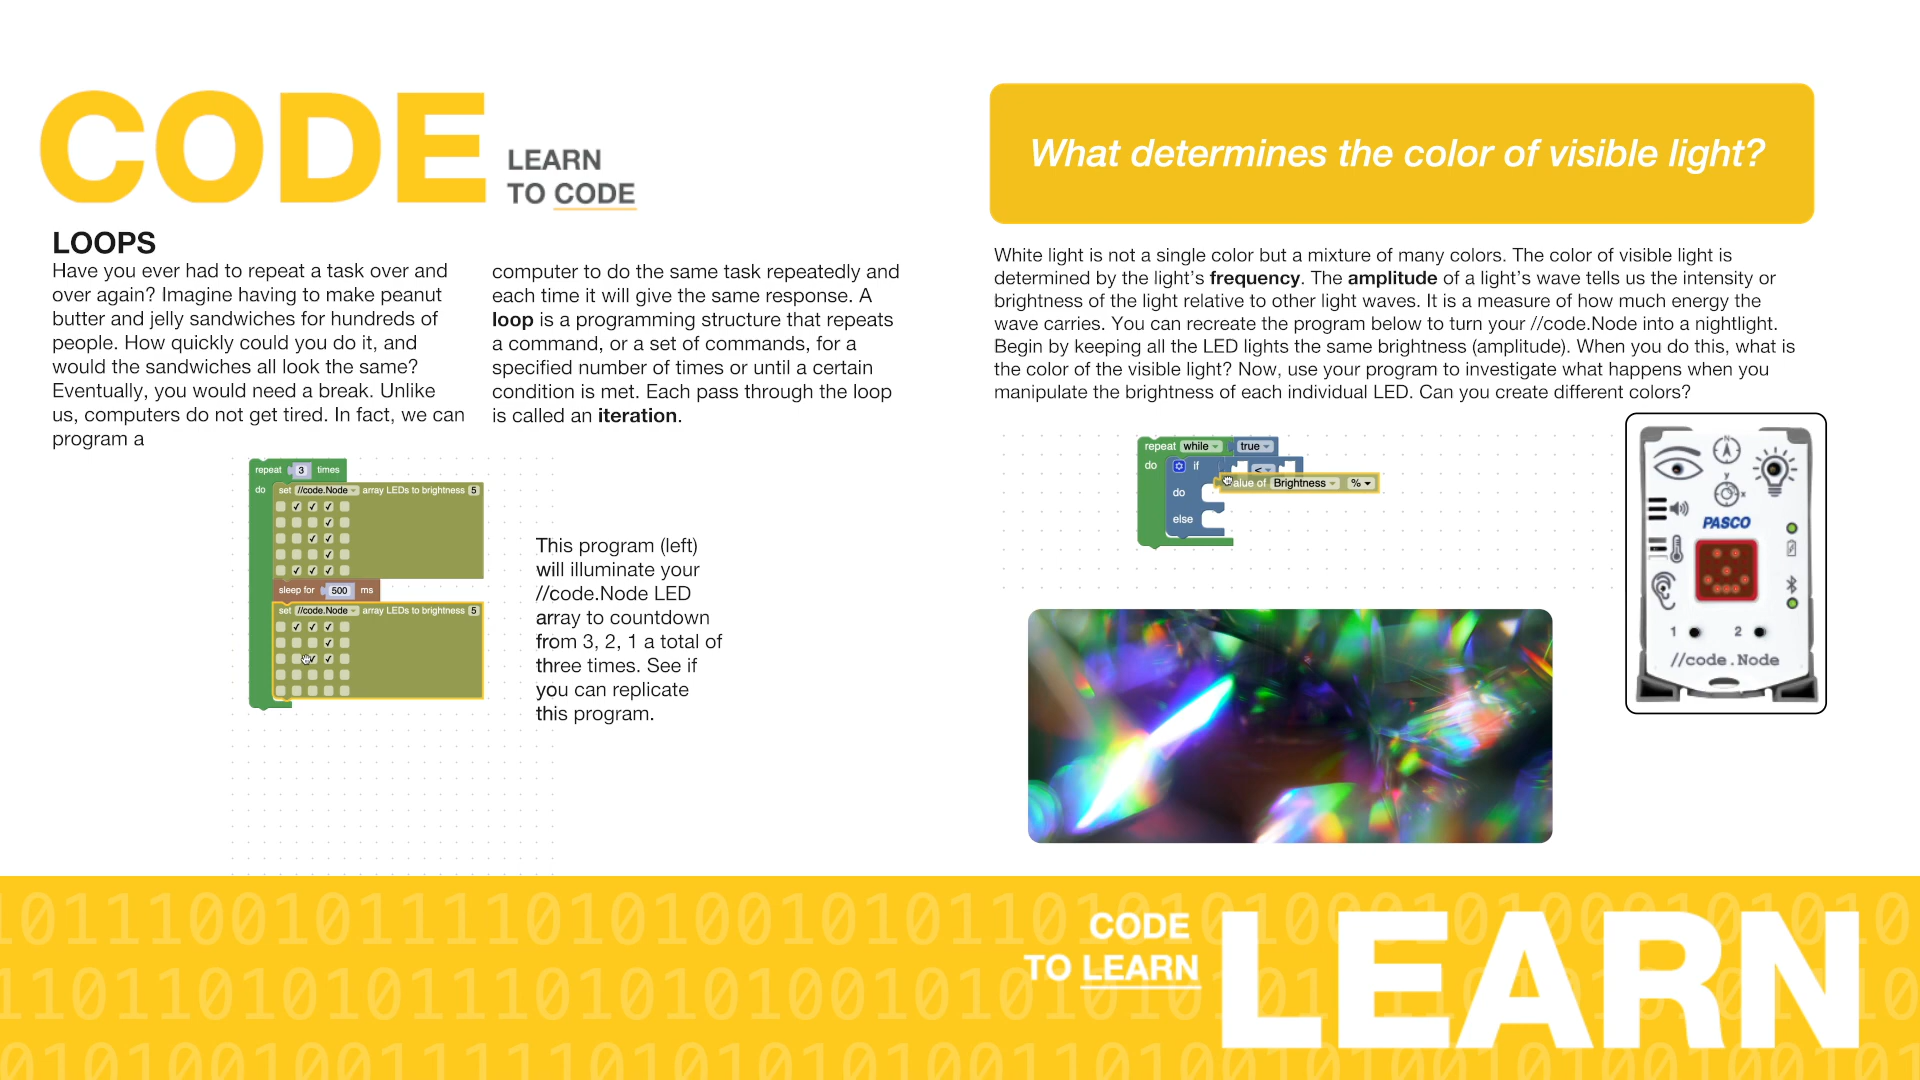 CODE
LEARN
TO CODE
LOOPS
Have you ever had to repeat a task over and
over again? Imagine having to make peanut
butter and jelly sandwiches for hundreds of
people. How quickly could you do it, and
would the sandwiches all look the same?
Eventually, you would need a break. Unlike
us, computers do not get tired. In fact, we can
program a
computer to do the same task repeatedly and
each time it will give the same response. A
loop is a programming structure that repeats
a command, or a set of commands, for a
specified number of times or until a certain
condition is met. Each pass through the loop
is called an iteration.
repeat 3 times
do set //code.Node array LEDs to brightness 5
sleep for 500 ms
set //code.Node array LEDs to brightness 5
This program (left)
will illuminate your
//code.Node LED
array to countdown
from 3, 2, 1 a total of
three times. See if
you can replicate
this program.
What determines the color of visible light?
White light is not a single color but a mixture of many colors. The color of visible light is
determined by the light's frequency. The amplitude of a light's wave tells us the intensity or
brightness of the light relative to other light waves. It is a measure of how much energy the
wave carries. You can recreate the program below to turn your //code.Node into a nightlight.
Begin by keeping all the LED lights the same brightness (amplitude). When you do this, what is
the color of the visible light? Now, use your program to investigate what happens when you
manipulate the brightness of each individual LED. Can you create different colors?
repeat while true
do if <
of Brightness %
do
else
N
y
x
PASCO
1 2
//code.Node
CODE
TO LEARN
LEARN